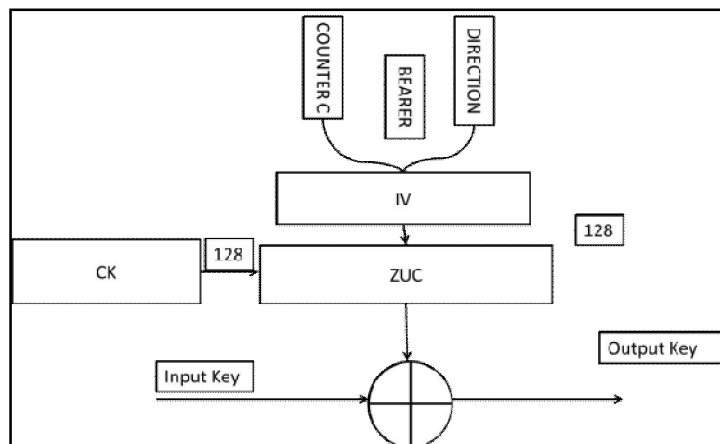 COUNTER C
BEARER
DIRECTION
IV
128
128
CK
ZUC
Output Key
Input Key